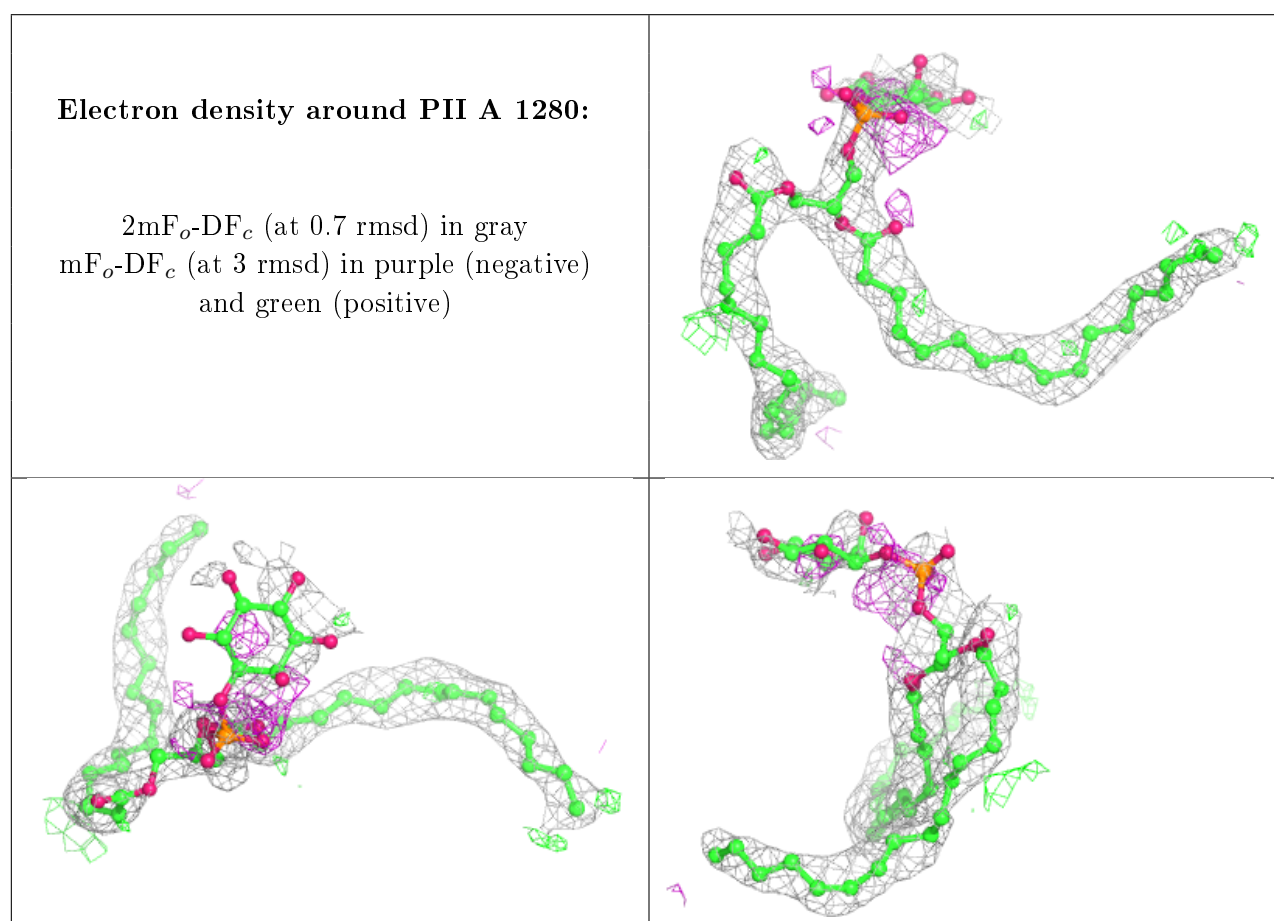 Electron density around PII A 1280:
2mFo-DFc (at 0.7 rmsd) in gray
mFo-DFc (at 3 rmsd) in purple (negative)
and green (positive)